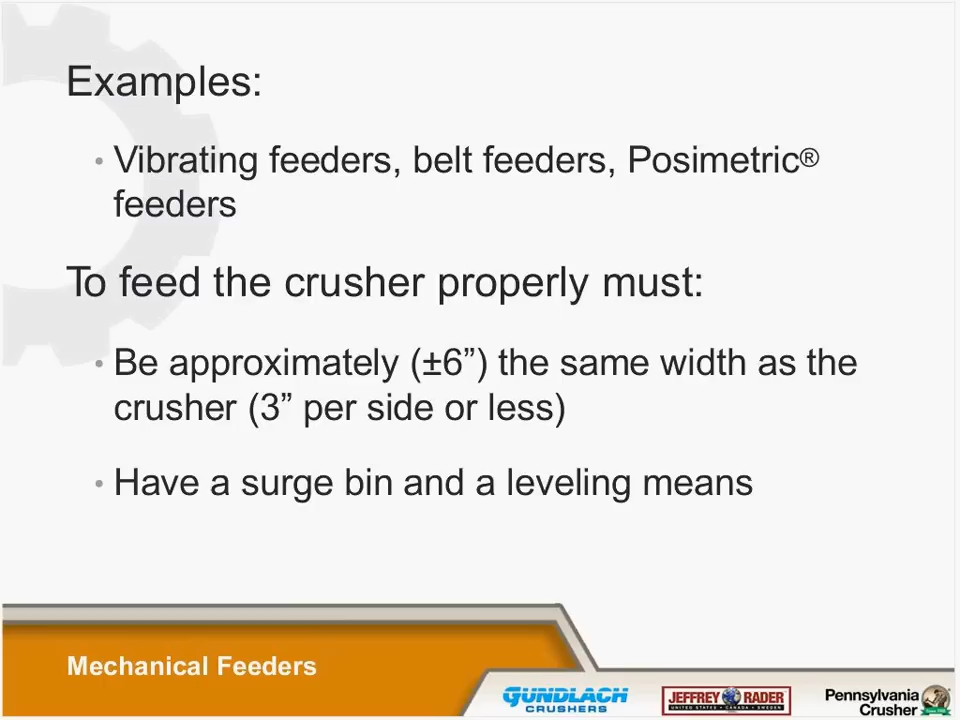 Examples:
• Vibrating feeders, belt feeders, Posimetric®
feeders
To feed the crusher properly must:
• Be approximately (±6”) the same width as the
crusher (3” per side or less)
• Have a surge bin and a leveling means
Mechanical Feeders
GUNDLACH
CRUSHERS
JEFFREY RADER
UNITED STATES • CANADA • SWEDEN
Pennsylvania
Crusher